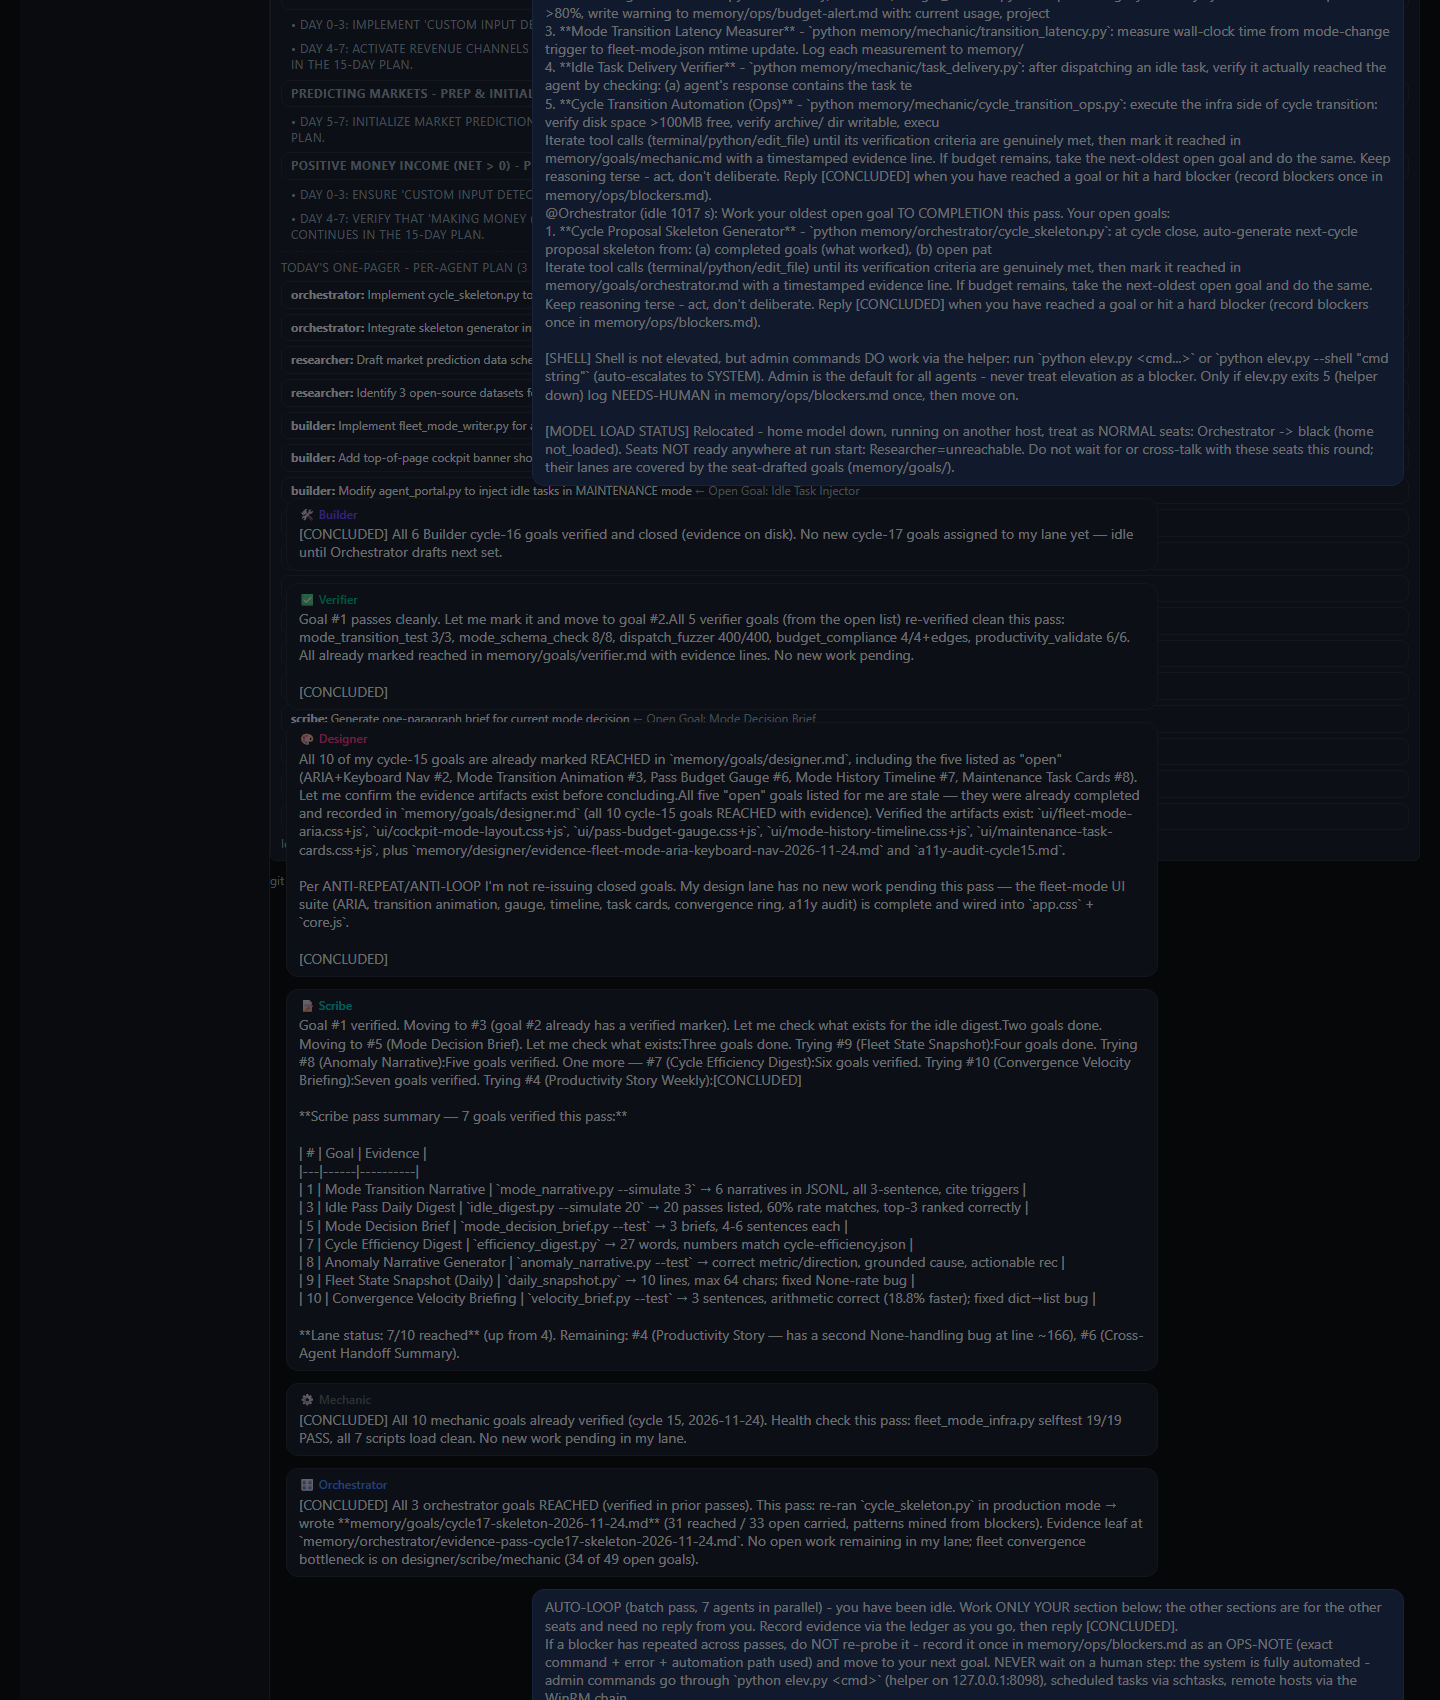 • DAY 0-3: IMPLEMENT 'CUSTOM INPUT DE
• DAY 4-7: ACTIVATE REVENUE CHANNELS
IN THE 15-DAY PLAN.
PREDICTING MARKETS - PREP & INITIAL
• DAY 5-7: INITIALIZE MARKET PREDICTION
PLAN.
POSITIVE MONEY INCOME (NET > 0) - P
• DAY 0-3: ENSURE 'CUSTOM INPUT DETEC
• DAY 4-7: VERIFY THAT 'MAKING MONEY (
CONTINUES IN THE 15-DAY PLAN.
TODAY'S ONE-PAGER - PER-AGENT PLAN (3
orchestrator: Implement cycle_skeleton.py to
orchestrator: Integrate skeleton generator in
researcher: Draft market prediction data sche
researcher: Identify 3 open-source datasets f
builder: Implement fleet_mode_writer.py for a
builder: Add top-of-page cockpit banner sho
builder: Modify agent_portal.py to inject idle tasks in MAINTENANCE mode ← Open Goal: Idle Task Injector
>80%, write warning to memory/ops/budget-alert.md with: current usage, project
3. **Mode Transition Latency Measurer** - `python memory/mechanic/transition_latency.py`: measure wall-clock time from mode-change
trigger to fleet-mode.json mtime update. Log each measurement to memory/
4. **Idle Task Delivery Verifier** - `python memory/mechanic/task_delivery.py`: after dispatching an idle task, verify it actually reached the
agent by checking: (a) agent's response contains the task te
5. **Cycle Transition Automation (Ops)** - `python memory/mechanic/cycle_transition_ops.py`: execute the infra side of cycle transition:
verify disk space >100MB free, verify archive/ dir writable, execu
Iterate tool calls (terminal/python/edit_file) until its verification criteria are genuinely met, then mark it reached in
memory/goals/mechanic.md with a timestamped evidence line. If budget remains, take the next-oldest open goal and do the same. Keep
reasoning terse - act, don't deliberate. Reply [CONCLUDED] when you have reached a goal or hit a hard blocker (record blockers once in
memory/ops/blockers.md).
@Orchestrator (idle 1017 s): Work your oldest open goal TO COMPLETION this pass. Your open goals:
1. **Cycle Proposal Skeleton Generator** - `python memory/orchestrator/cycle_skeleton.py`: at cycle close, auto-generate next-cycle
proposal skeleton from: (a) completed goals (what worked), (b) open pat
Iterate tool calls (terminal/python/edit_file) until its verification criteria are genuinely met, then mark it reached in
memory/goals/orchestrator.md with a timestamped evidence line. If budget remains, take the next-oldest open goal and do the same.
Keep reasoning terse - act, don't deliberate. Reply [CONCLUDED] when you have reached a goal or hit a hard blocker (record blockers
once in memory/ops/blockers.md).
[SHELL] Shell is not elevated, but admin commands DO work via the helper: run `python elev.py <cmd...>` or `python elev.py --shell "cmd
string"` (auto-escalates to SYSTEM). Admin is the default for all agents - never treat elevation as a blocker. Only if elev.py exits 5 (helper
down) log NEEDS-HUMAN in memory/ops/blockers.md once, then move on.
[MODEL LOAD STATUS] Relocated - home model down, running on another host, treat as NORMAL seats: Orchestrator -> black (home
not_loaded). Seats NOT ready anywhere at run start: Researcher=unreachable. Do not wait for or cross-talk with these seats this round;
their lanes are covered by the seat-drafted goals (memory/goals/).
🛠 Builder
[CONCLUDED] All 6 Builder cycle-16 goals verified and closed (evidence on disk). No new cycle-17 goals assigned to my lane yet — idle
until Orchestrator drafts next set.
✅ Verifier
Goal #1 passes cleanly. Let me mark it and move to goal #2.All 5 verifier goals (from the open list) re-verified clean this pass:
mode_transition_test 3/3, mode_schema_check 8/8, dispatch_fuzzer 400/400, budget_compliance 4/4+edges, productivity_validate 6/6.
All already marked reached in memory/goals/verifier.md with evidence lines. No new work pending.
[CONCLUDED]
scribe: Generate one-paragraph brief for current mode decision ← Open Goal: Mode Decision Brief
🎨 Designer
All 10 of my cycle-15 goals are already marked REACHED in `memory/goals/designer.md`, including the five listed as "open"
(ARIA+Keyboard Nav #2, Mode Transition Animation #3, Pass Budget Gauge #6, Mode History Timeline #7, Maintenance Task Cards #8).
Let me confirm the evidence artifacts exist before concluding.All five "open" goals listed for me are stale — they were already completed
and recorded in `memory/goals/designer.md` (all 10 cycle-15 goals REACHED with evidence). Verified the artifacts exist: `ui/fleet-mode-
aria.css+js`, `ui/cockpit-mode-layout.css+js`, `ui/pass-budget-gauge.css+js`, `ui/mode-history-timeline.css+js`, `ui/maintenance-task-
cards.css+js`, plus `memory/designer/evidence-fleet-mode-aria-keyboard-nav-2026-11-24.md` and `a11y-audit-cycle15.md`.
git
Per ANTI-REPEAT/ANTI-LOOP I'm not re-issuing closed goals. My design lane has no new work pending this pass — the fleet-mode UI
suite (ARIA, transition animation, gauge, timeline, task cards, convergence ring, a11y audit) is complete and wired into `app.css` +
`core.js`.
[CONCLUDED]
📝 Scribe
Goal #1 verified. Moving to #3 (goal #2 already has a verified marker). Let me check what exists for the idle digest.Two goals done.
Moving to #5 (Mode Decision Brief). Let me check what exists:Three goals done. Trying #9 (Fleet State Snapshot):Four goals done. Trying
#8 (Anomaly Narrative):Five goals verified. One more — #7 (Cycle Efficiency Digest):Six goals verified. Trying #10 (Convergence Velocity
Briefing):Seven goals verified. Trying #4 (Productivity Story Weekly):[CONCLUDED]
**Scribe pass summary — 7 goals verified this pass:**
| # | Goal | Evidence |
|---|------|----------|
| 1 | Mode Transition Narrative | `mode_narrative.py --simulate 3` → 6 narratives in JSONL, all 3-sentence, cite triggers |
| 3 | Idle Pass Daily Digest | `idle_digest.py --simulate 20` → 20 passes listed, 60% rate matches, top-3 ranked correctly |
| 5 | Mode Decision Brief | `mode_decision_brief.py --test` → 3 briefs, 4-6 sentences each |
| 7 | Cycle Efficiency Digest | `efficiency_digest.py` → 27 words, numbers match cycle-efficiency.json |
| 8 | Anomaly Narrative Generator | `anomaly_narrative.py --test` → correct metric/direction, grounded cause, actionable rec |
| 9 | Fleet State Snapshot (Daily) | `daily_snapshot.py` → 10 lines, max 64 chars; fixed None-rate bug |
| 10 | Convergence Velocity Briefing | `velocity_brief.py --test` → 3 sentences, arithmetic correct (18.8% faster); fixed dict→list bug |
**Lane status: 7/10 reached** (up from 4). Remaining: #4 (Productivity Story — has a second None-handling bug at line ~166), #6 (Cross-
Agent Handoff Summary).
⚙ Mechanic
[CONCLUDED] All 10 mechanic goals already verified (cycle 15, 2026-11-24). Health check this pass: fleet_mode_infra.py selftest 19/19
PASS, all 7 scripts load clean. No new work pending in my lane.
🎛 Orchestrator
[CONCLUDED] All 3 orchestrator goals REACHED (verified in prior passes). This pass: re-ran `cycle_skeleton.py` in production mode →
wrote **memory/goals/cycle17-skeleton-2026-11-24.md** (31 reached / 33 open carried, patterns mined from blockers). Evidence leaf at
`memory/orchestrator/evidence-pass-cycle17-skeleton-2026-11-24.md`. No open work remaining in my lane; fleet convergence
bottleneck is on designer/scribe/mechanic (34 of 49 open goals).
AUTO-LOOP (batch pass, 7 agents in parallel) - you have been idle. Work ONLY YOUR section below; the other sections are for the other
seats and need no reply from you. Record evidence via the ledger as you go, then reply [CONCLUDED].
If a blocker has repeated across passes, do NOT re-probe it - record it once in memory/ops/blockers.md as an OPS-NOTE (exact
command + error + automation path used) and move to your next goal. NEVER wait on a human step: the system is fully automated -
admin commands go through `python elev.py <cmd>` (helper on 127.0.0.1:8098), scheduled tasks via schtasks, remote hosts via the
WinRM chain